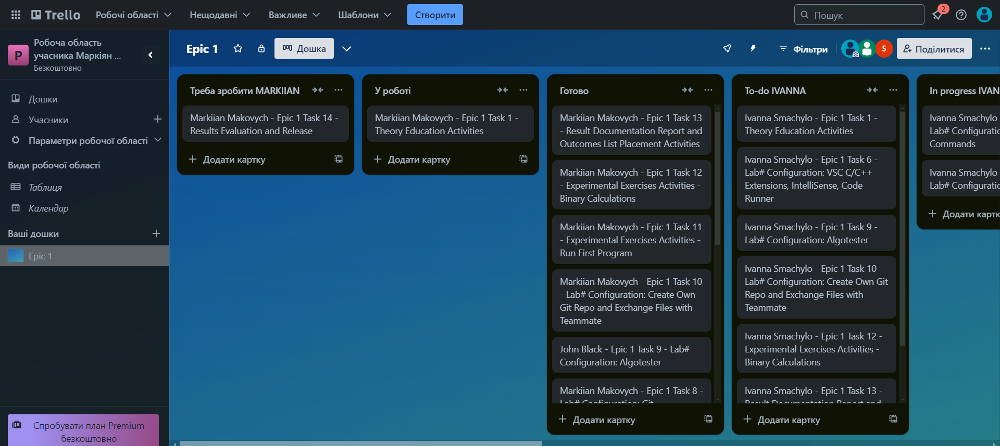 Trello
Робочі області
Нещодавні
Важливе
Шаблони
Створити
Пошук
2
P
Робоча область
учасника Маркіян ...
Безкоштовно
Дошки
Учасники
Параметри робочої області
Види робочої області
Таблиця
Календар
Ваші дошки
Epic 1
Спробувати план Premium
безкоштовно
Epic 1
Дошка
Фільтри
S
Поділитися
Треба зробити MARKIIAN
Markiian Makovych - Epic 1 Task 14 -
Results Evaluation and Release
Додати картку
У роботі
Markiian Makovych - Epic 1 Task 1 -
Theory Education Activities
Додати картку
Готово
Markiian Makovych - Epic 1 Task 13
- Result Documentation Report and
Outcomes List Placement Activities
Markiian Makovych - Epic 1 Task 12
- Experimental Exercises Activities -
Binary Calculations
Markiian Makovych - Epic 1 Task 11
- Experimental Exercises Activities -
Run First Program
Markiian Makovych - Epic 1 Task 10
- Lab# Configuration: Create Own
Git Repo and Exchange Files with
Teammate
John Black - Epic 1 Task 9 - Lab#
Configuration: Algotester
Markiian Makovych - Epic 1 Task 8 -
Lab# Configuration: Git
Додати картку
To-do IVANNA
Ivanna Smachylo - Epic 1 Task 1 -
Theory Education Activities
Ivanna Smachylo - Epic 1 Task 6 -
Lab# Configuration: VSC C/C++
Extensions, IntelliSense, Code
Runner
Ivanna Smachylo - Epic 1 Task 9 -
Lab# Configuration: Algotester
Ivanna Smachylo - Epic 1 Task 10 -
Lab# Configuration: Create Own Git
Repo and Exchange Files with
Teammate
Ivanna Smachylo - Epic 1 Task 12 -
Experimental Exercises Activities -
Binary Calculations
Ivanna Smachylo - Epic 1 Task 13 -
Result Documentation Report and
Додати картку
In progress IVAN
Ivanna Smachylo
Lab# Configuratic
Commands
Ivanna Smachylo
Lab# Configuratic
Додати картк